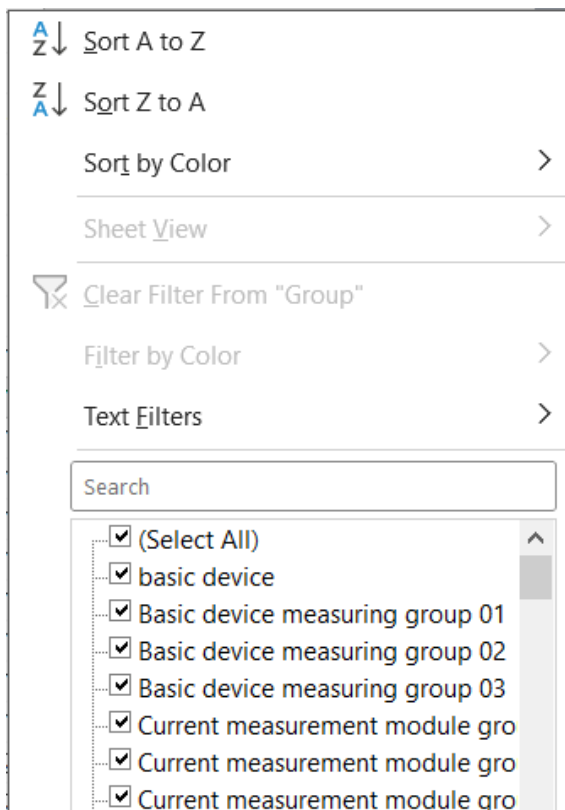 Sort A to Z
Sort Z to A
Sort by Color
Sheet View
Clear Filter From "Group"
Filter by Color
Text Filters
Search
(Select All)
basic device
Basic device measuring group 01
Basic device measuring group 02
Basic device measuring group 03
Current measurement module gro
Current measurement module gro
Current measurement module gro